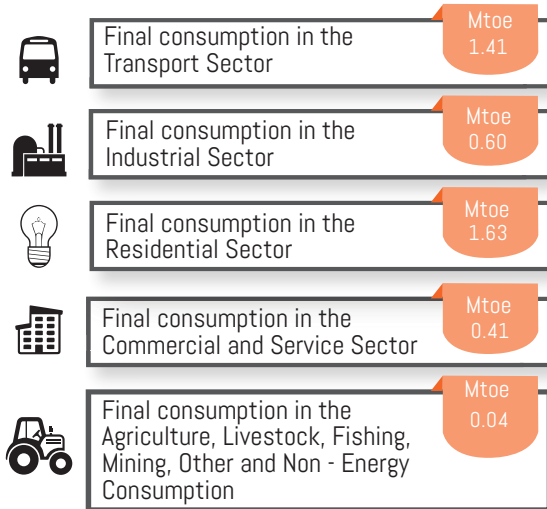 Final consumption in the
Transport Sector
Mtoe
1.41
Final consumption in the
Industrial Sector
Mtoe
0.60
Final consumption in the
Residential Sector
Mtoe
1.63
Final consumption in the
Commercial and Service Sector
Mtoe
0.41
Final consumption in the
Agriculture, Livestock, Fishing,
Mining, Other and Non - Energy
Consumption
Mtoe
0.04